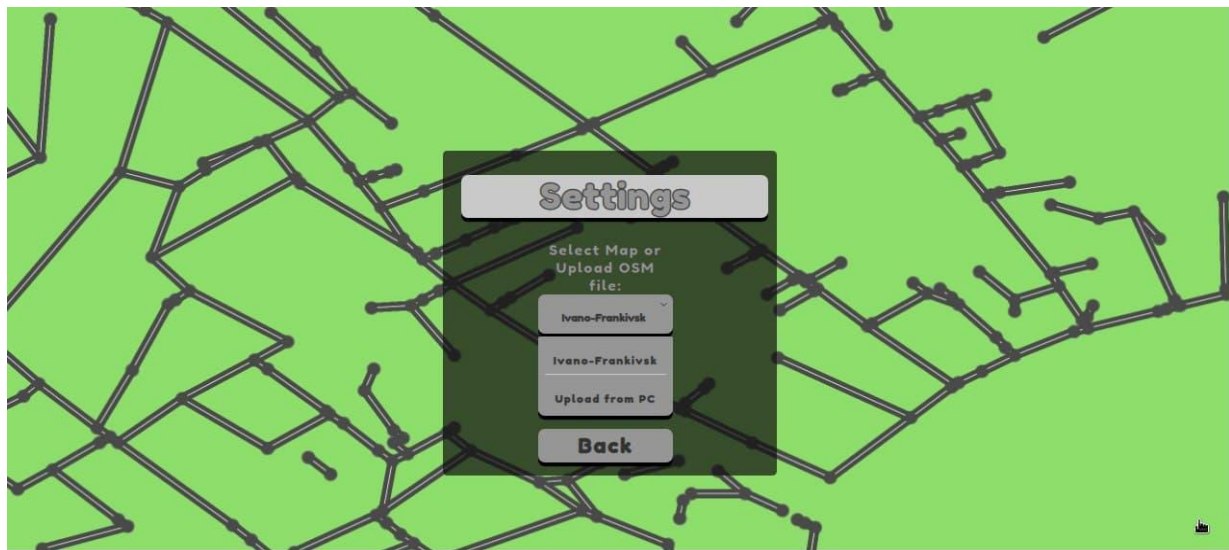 Settings
Select Map or
Upload OSM
file:
Ivano-Frankivsk
Ivano-Frankivsk
Upload from PC
Back